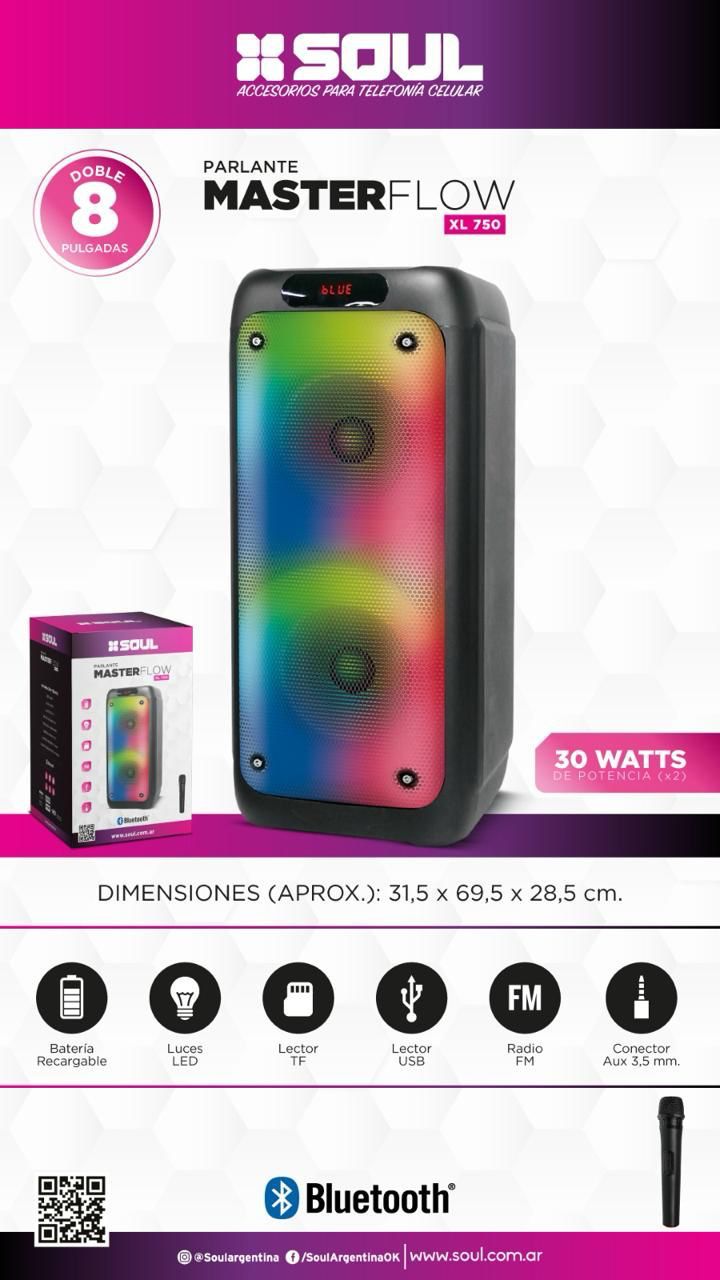 SOUL
ACCESORIOS PARA TELEFONÍA CELULAR
DOBLE
8
PULGADAS
PARLANTE
MASTERFLOW
XL 750
bLUE
SOUL
SOUL
PARLANTE
MASTERFLOW
XL 750
Bluetooth
www.soul.com.ar
30 WATTS
DE POTENCIA (x2)
DIMENSIONES (APROX.): 31,5 x 69,5 x 28,5 cm.
FM
Batería
Recargable
Luces
LED
Lector
TF
Lector
USB
Radio
FM
Conector
Aux 3,5 mm.
Bluetooth®
@Soulargentina /SoulArgentinaOK | www.soul.com.ar